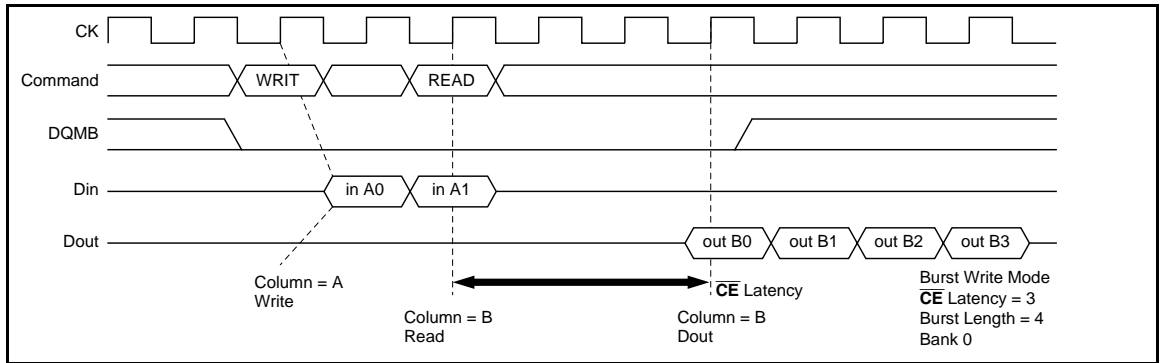 CK
Command WRIT READ
DQMB
Din in A0 in A1
Dout out B0 out B1 out B2 out B3
Column = A
Write
Column = B
Read
CE Latency
Column = B
Dout
Burst Write Mode
CE Latency = 3
Burst Length = 4
Bank 0